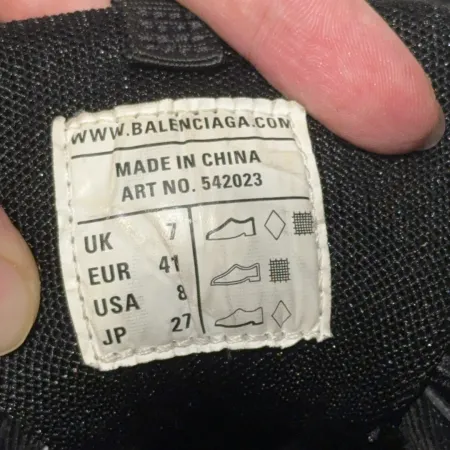 WWW.BALENCIAGA.COM
MADE IN CHINA
ART NO. 542023
UK 7
EUR 41
USA 8
JP 27